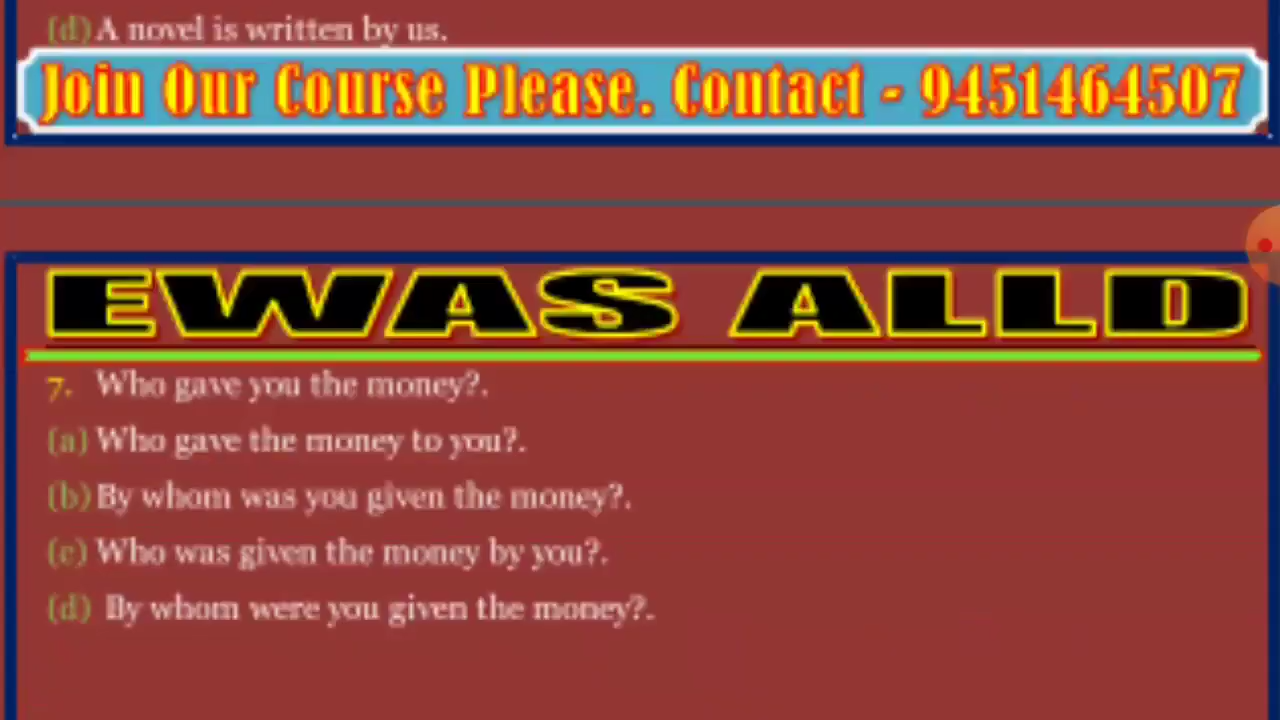 (d) A novel is written by us.
Join Our Course Please. Contact - 9451464507
EWAS ALLD
7. Who gave you the money?.
(a) Who gave the money to you?.
(b) By whom was you given the money?.
(c) Who was given the money by you?.
(d) By whom were you given the money?.